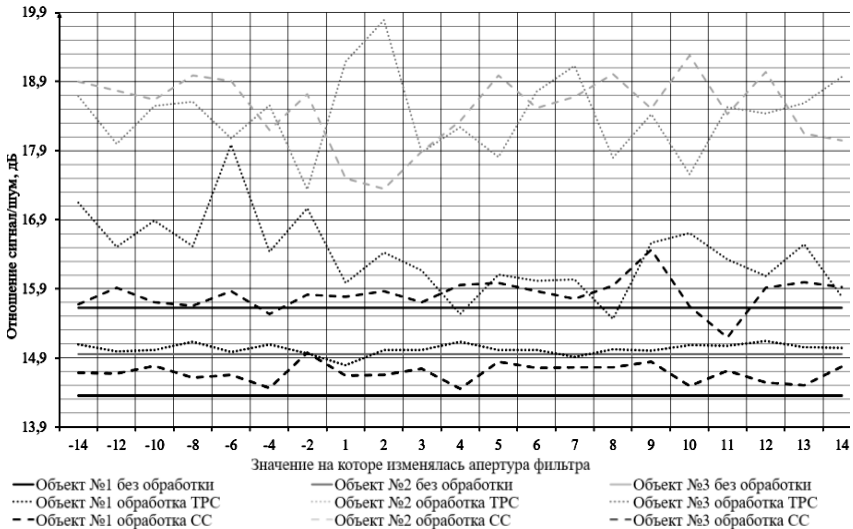 19,9
18,9
17,9
16,9
15,9
14,9
13,9
Отношение сигнал/шум, дБ
-14 -12 -10 -8 -6 -4 -2 1 2 3 4 5 6 7 8 9 10 11 12 13 14
Значение на которе изменялась апертура фильтра
Объект №1 без обработки Объект №2 без обработки Объект №3 без обработки
Объект №1 обработка ТРС Объект №2 обработка ТРС Объект №3 обработка ТРС
Объект №1 обработка СС Объект №2 обработка СС Объект №3 обработка СС